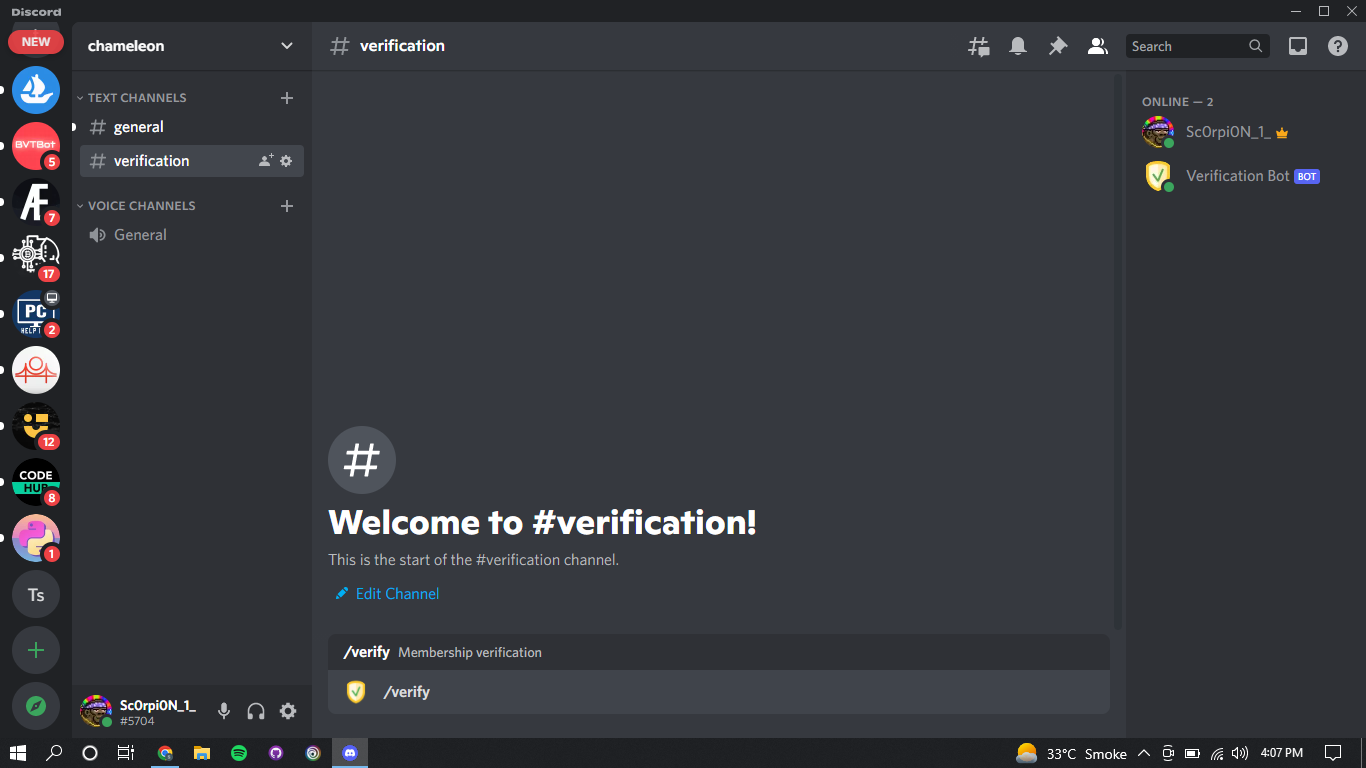 Discord
NEW
BVTBot
5
AF
7
17
PC
HELP
2
12
CODE
HUB
8
1
Ts
chameleon
TEXT CHANNELS
general
verification
VOICE CHANNELS
General
Sc0rpi0N_1_
#5704
# verification
Search
Welcome to #verification!
This is the start of the #verification channel.
Edit Channel
/verify Membership verification
/verify
ONLINE — 2
Sc0rpi0N_1_
Verification Bot BOT
33°C Smoke
4:07 PM